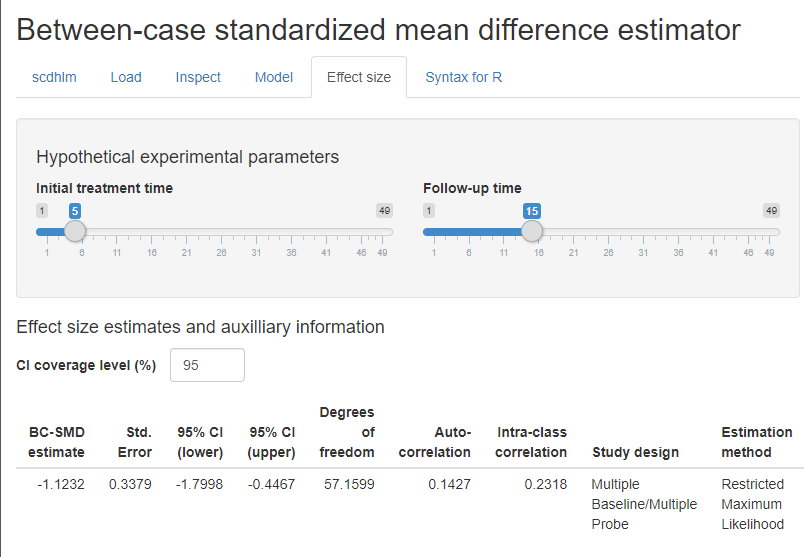 Between-case standardized mean difference estimator
scdhlm Load Inspect Model Effect size Syntax for R
Hypothetical experimental parameters
Initial treatment time Follow-up time
1 5 49 1 15 49
1 6 11 16 21 26 31 36 41 46 49 1 6 11 16 21 26 31 36 41 46 49
Effect size estimates and auxilliary information
CI coverage level (%) 95
Degrees
BC-SMD Std. 95% CI 95% CI of Auto- Intra-class Estimation
estimate Error (lower) (upper) freedom correlation correlation Study design method
-1.1232 0.3379 -1.7998 -0.4467 57.1599 0.1427 0.2318 Multiple Restricted
Baseline/Multiple Maximum
Probe Likelihood